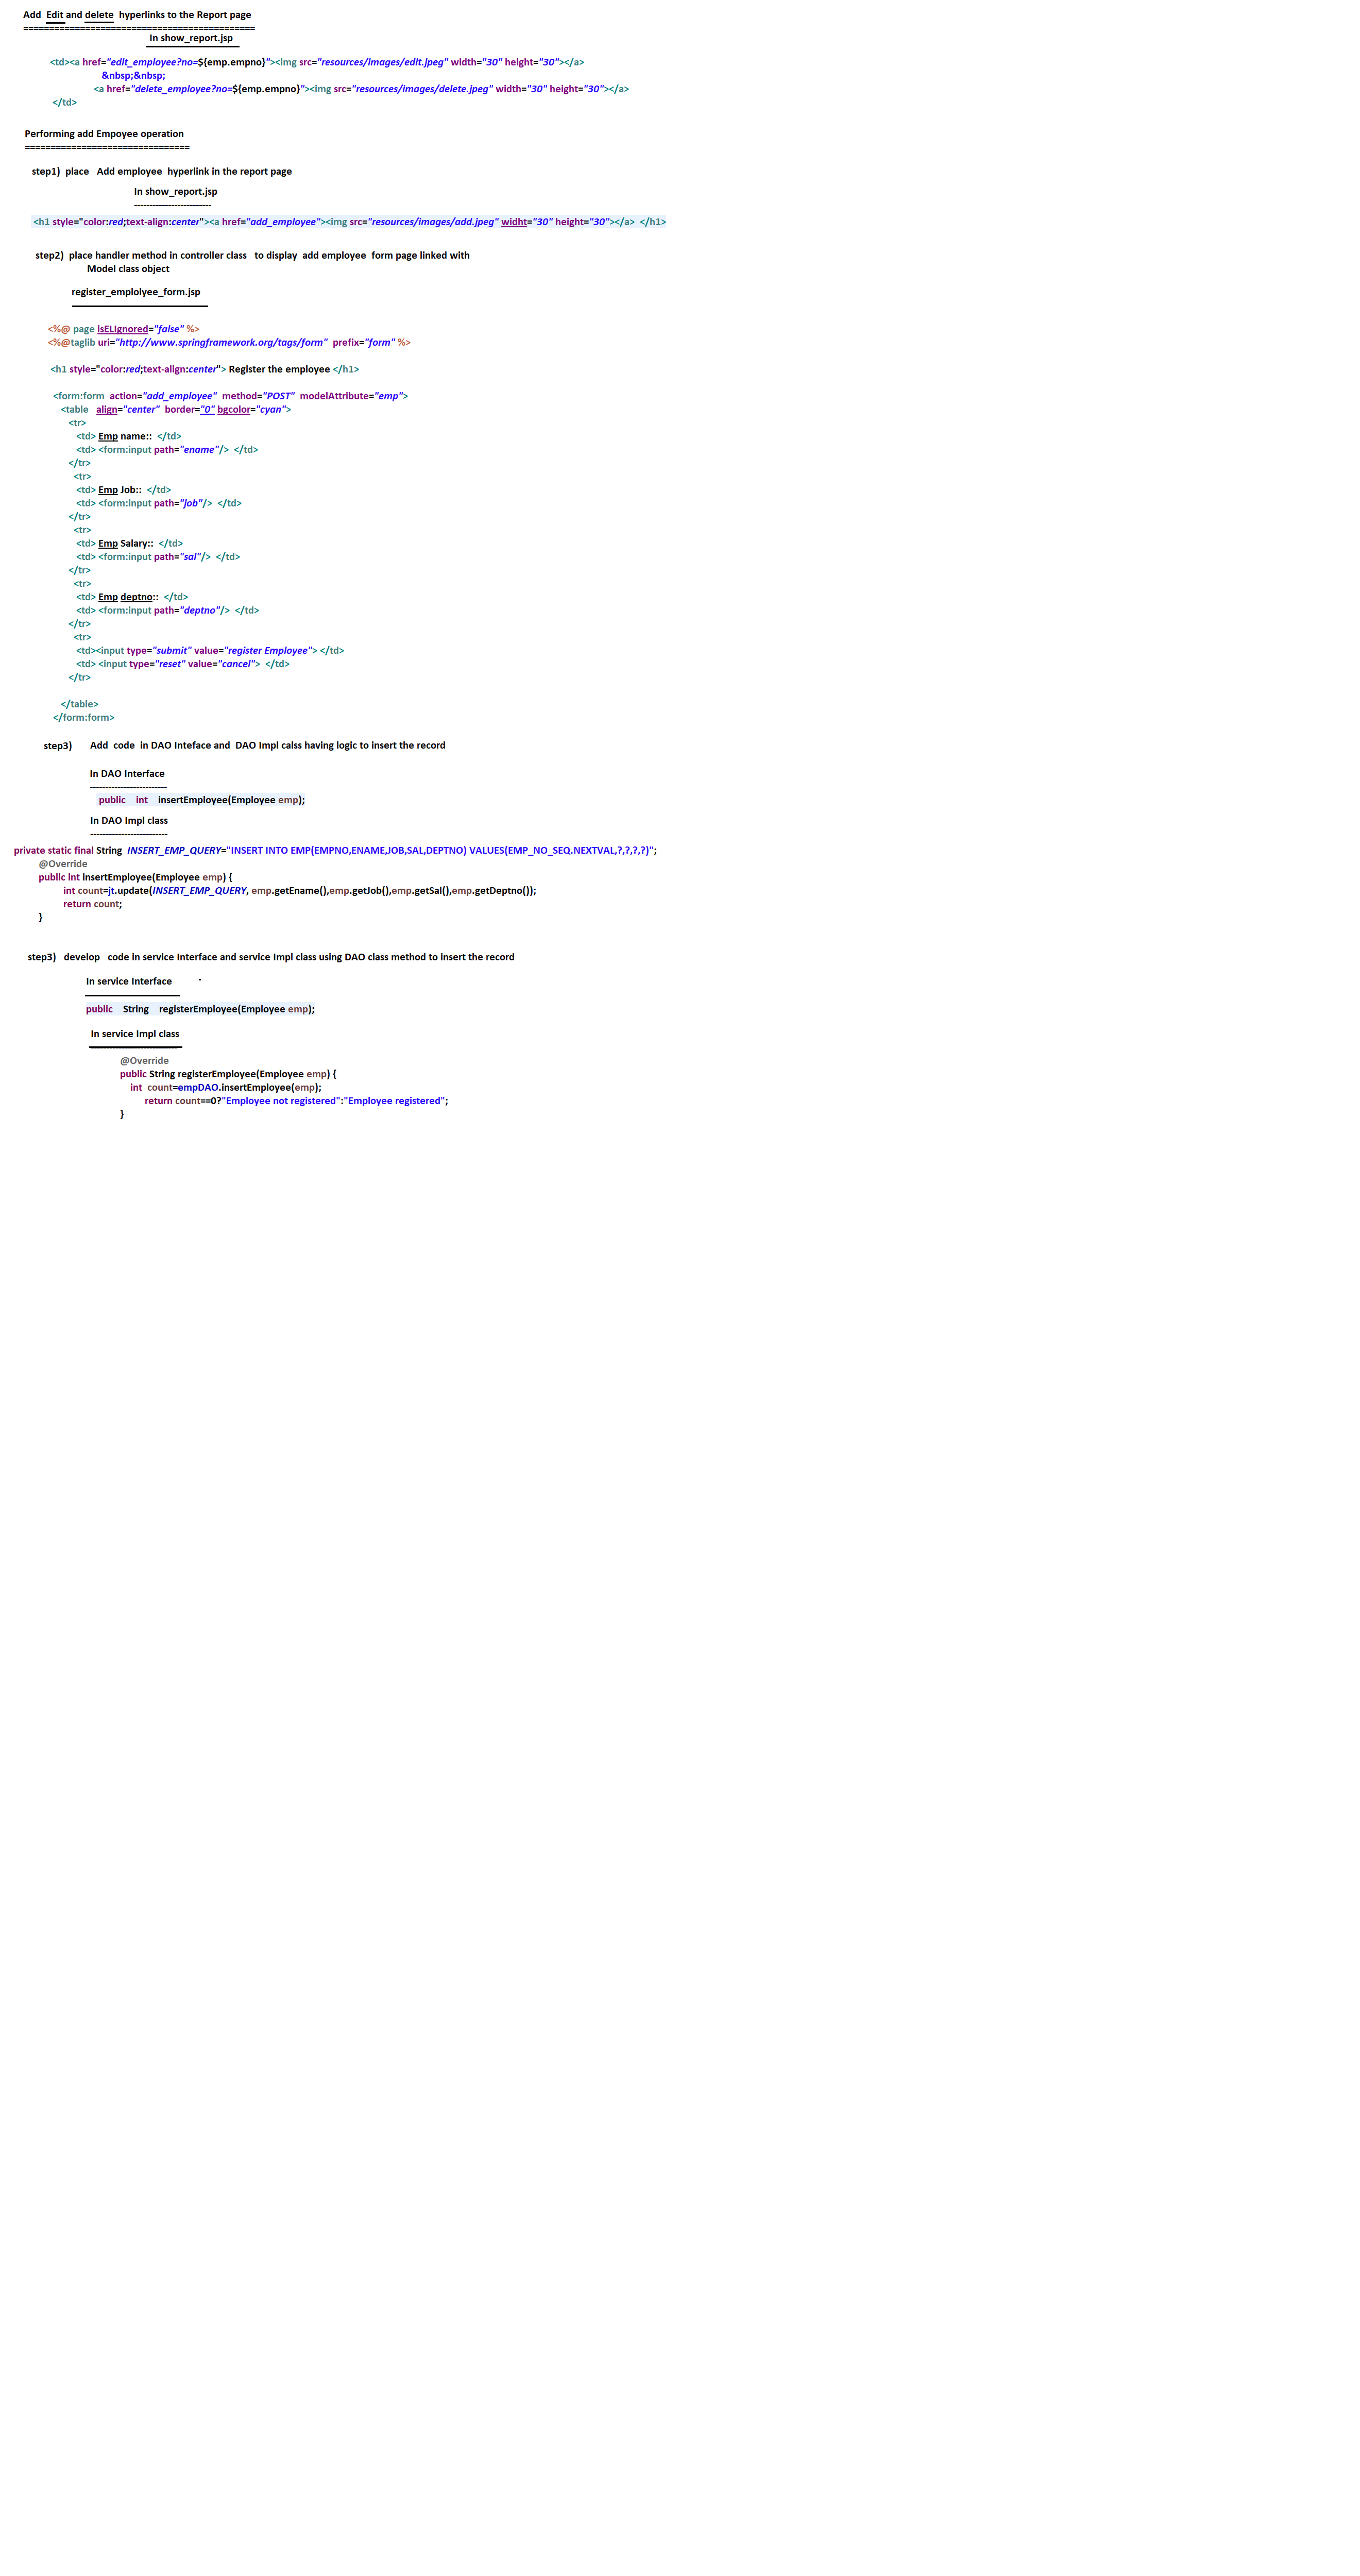 Add Edit and delete hyperlinks to the Report page
=============================================
In show_report.jsp
<td><a href="edit_employee?no=${emp.empno}"><img src="resources/images/edit.jpeg" width="30" height="30"></a>
&nbsp;&nbsp;
<a href="delete_employee?no=${emp.empno}"><img src="resources/images/delete.jpeg" width="30" height="30"></a>
</td>
Performing add Empoyee operation
================================
step1) place Add employee hyperlink in the report page
In show_report.jsp
-------------------------
<h1 style="color:red;text-align:center"><a href="add_employee"><img src="resources/images/add.jpeg" widht="30" height="30"></a> </h1>
step2) place handler method in controller class to display add employee form page linked with
Model class object
register_emplolyee_form.jsp
<%@ page isELIgnored="false" %>
<%@taglib uri="http://www.springframework.org/tags/form" prefix="form" %>
<h1 style="color:red;text-align:center"> Register the employee </h1>
<form:form action="add_employee" method="POST" modelAttribute="emp">
<table align="center" border="0" bgcolor="cyan">
<tr>
<td> Emp name:: </td>
<td> <form:input path="ename"/> </td>
</tr>
<tr>
<td> Emp Job:: </td>
<td> <form:input path="job"/> </td>
</tr>
<tr>
<td> Emp Salary:: </td>
<td> <form:input path="sal"/> </td>
</tr>
<tr>
<td> Emp deptno:: </td>
<td> <form:input path="deptno"/> </td>
</tr>
<tr>
<td><input type="submit" value="register Employee"> </td>
<td> <input type="reset" value="cancel"> </td>
</tr>
</table>
</form:form>
step3) Add code in DAO Inteface and DAO Impl calss having logic to insert the record
In DAO Interface
-------------------------
public int insertEmployee(Employee emp);
In DAO Impl class
-------------------------
private static final String INSERT_EMP_QUERY="INSERT INTO EMP(EMPNO,ENAME,JOB,SAL,DEPTNO) VALUES(EMP_NO_SEQ.NEXTVAL,?,?,?,?)";
@Override
public int insertEmployee(Employee emp) {
int count=jt.update(INSERT_EMP_QUERY, emp.getEname(),emp.getJob(),emp.getSal(),emp.getDeptno());
return count;
}
step3) develop code in service Interface and service Impl class using DAO class method to insert the record
In service Interface
public String registerEmployee(Employee emp);
In service Impl class
@Override
public String registerEmployee(Employee emp) {
int count=empDAO.insertEmployee(emp);
return count==0?"Employee not registered":"Employee registered";
}